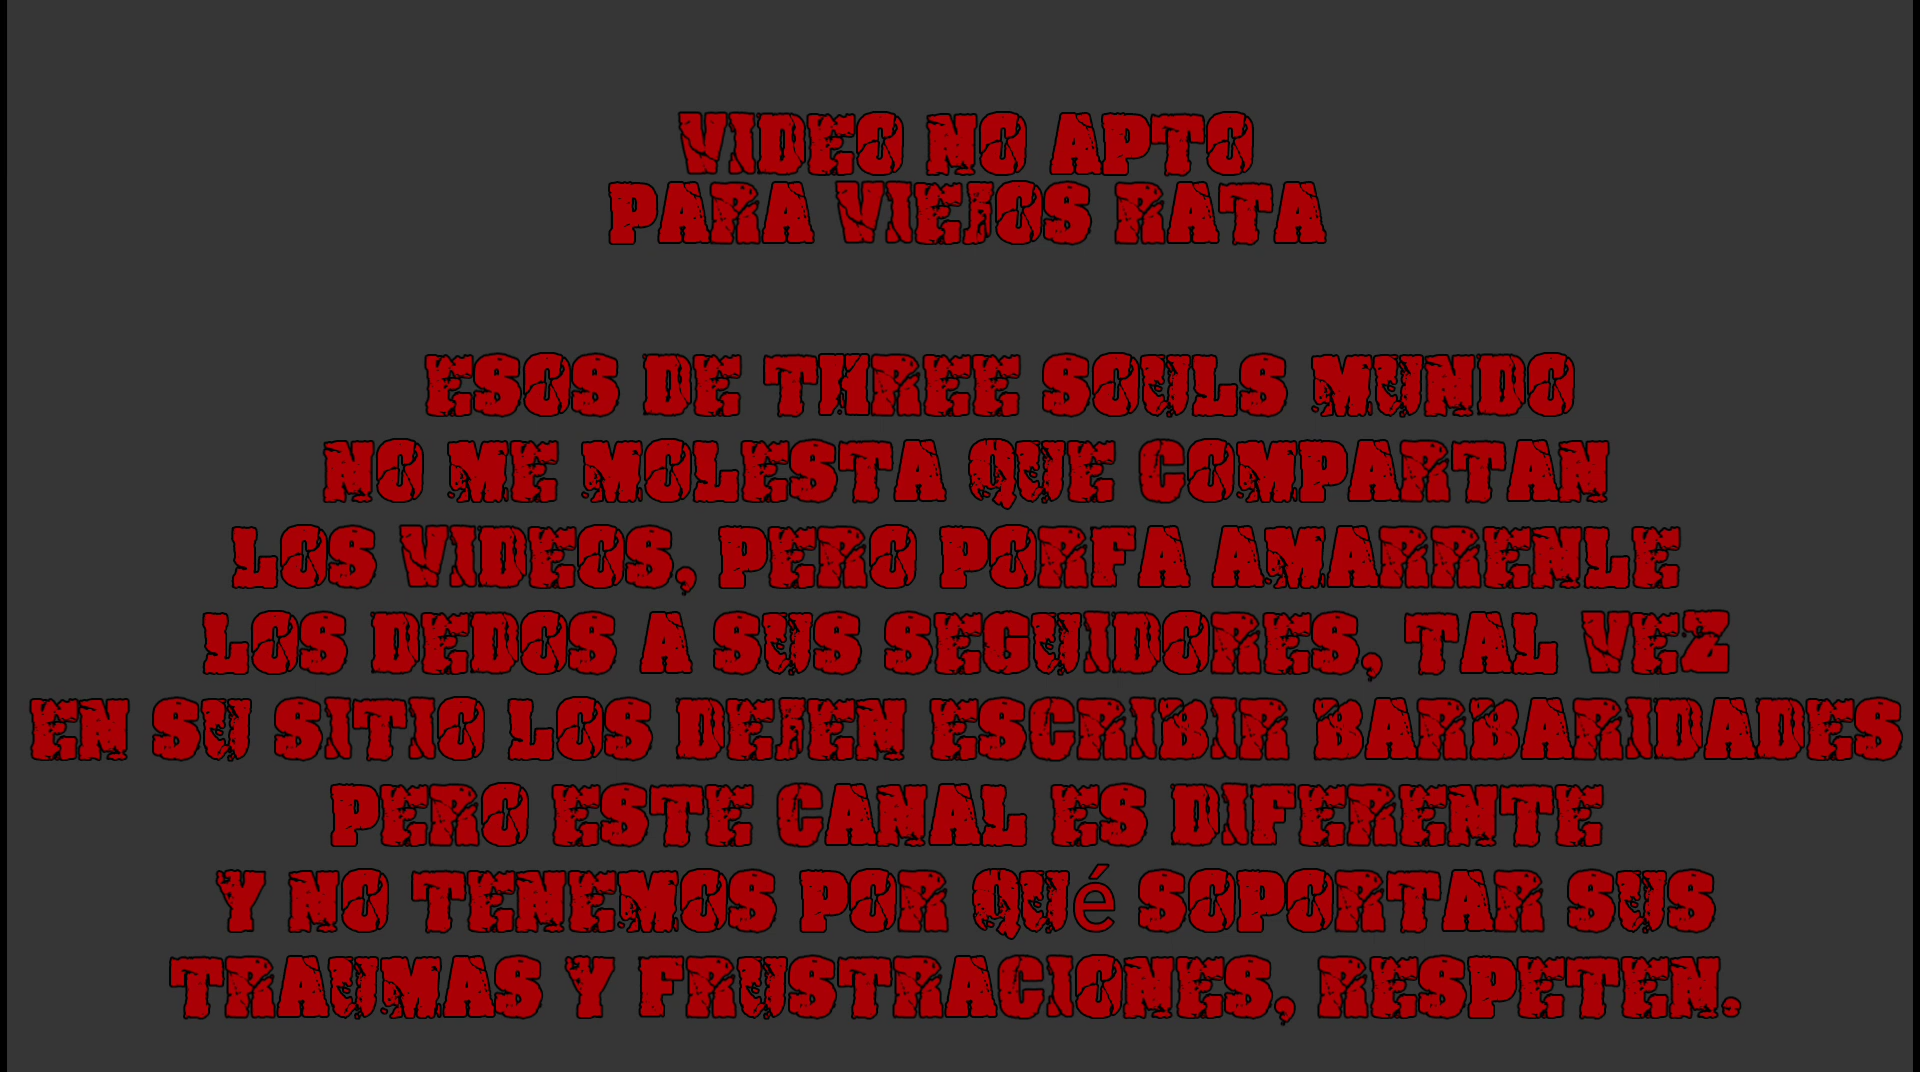 VIDEO NO APTO
PARA VIEJOS RATA
ESOS DE THREE SOULS MUNDO
NO ME MOLESTA QUE COMPARTAN
LOS VIDEOS, PERO PORFA AMARRENLE
LOS DEDOS A SUS SEGUIDORES, TAL VEZ
EN SU SITIO LOS DEJEN ESCRIBIR BARBARIDADES
PERO ESTE CANAL ES DIFERENTE
Y NO TENEMOS POR QUé SOPORTAR SUS
TRAUMAS Y FRUSTRACIONES, RESPETEN.